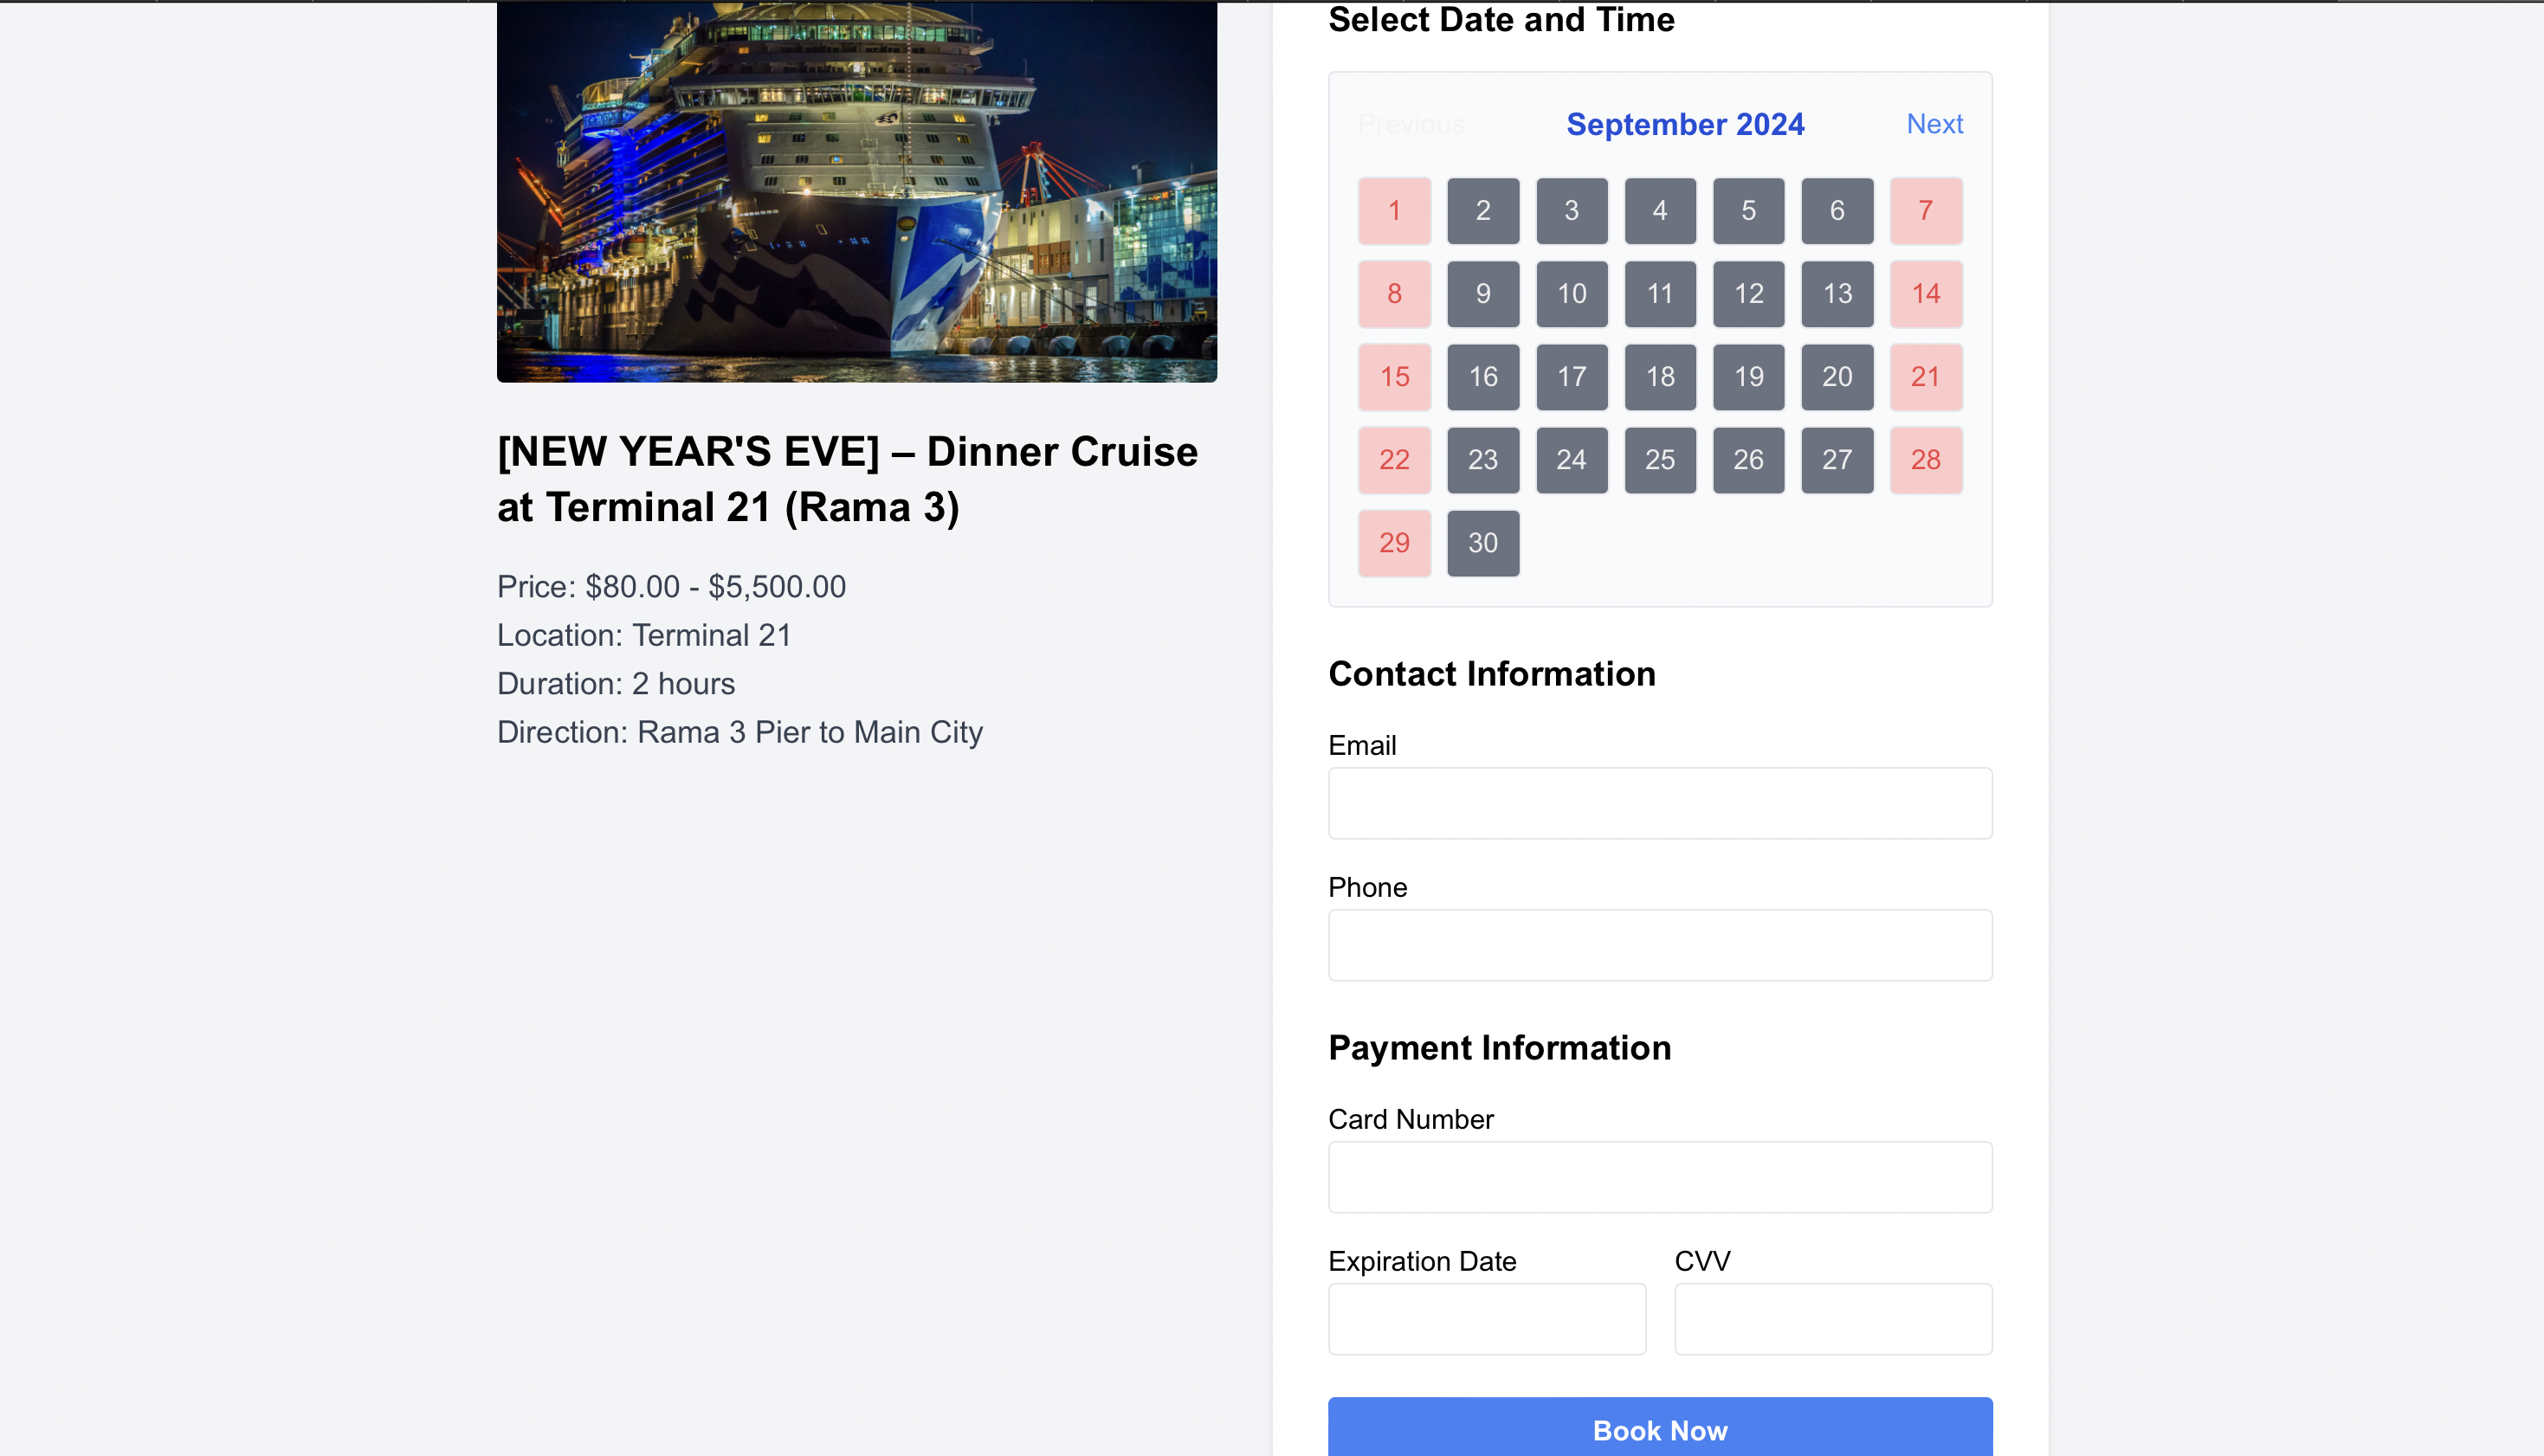 [NEW YEAR'S EVE] – Dinner Cruise
at Terminal 21 (Rama 3)
Price: $80.00 - $5,500.00
Location: Terminal 21
Duration: 2 hours
Direction: Rama 3 Pier to Main City
Select Date and Time
Previous September 2024 Next
1 2 3 4 5 6 7
8 9 10 11 12 13 14
15 16 17 18 19 20 21
22 23 24 25 26 27 28
29 30
Contact Information
Email
Phone
Payment Information
Card Number
Expiration Date CVV
Book Now